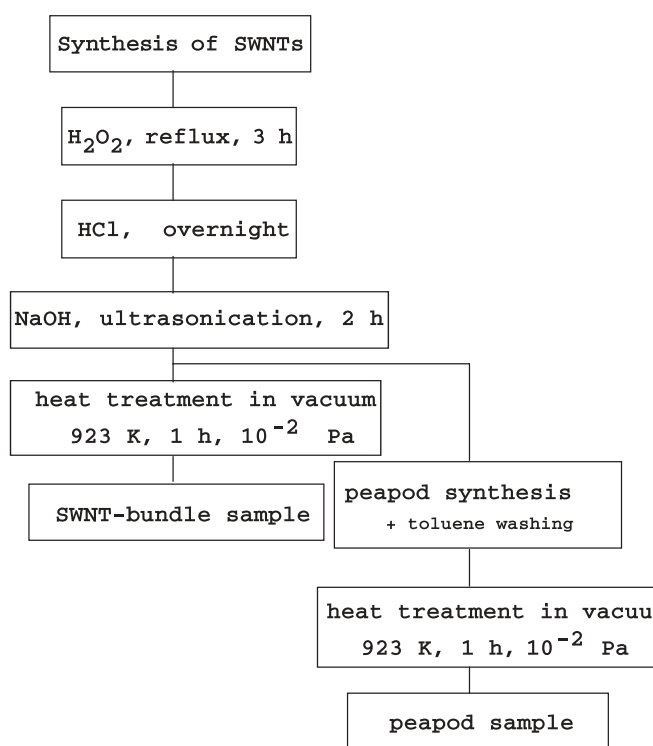 Synthesis of SWNTs
H₂O₂, reflux, 3 h
HCl, overnight
NaOH, ultrasonication, 2 h
heat treatment in vacuum
923 K, 1 h, 10⁻² Pa
SWNT-bundle sample
peapod synthesis
+ toluene washing
heat treatment in vacuu
923 K, 1 h, 10⁻² Pa
peapod sample